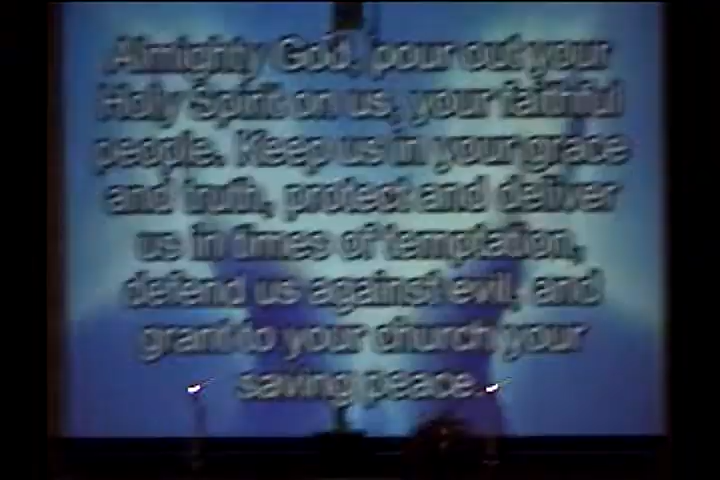 Almighty God, pour out your
Holy Spirit on us, your faithful
people. Keep us in your grace
and truth, protect and deliver
us in times of temptation,
defend us against evil, and
grant to your church your
saving peace.